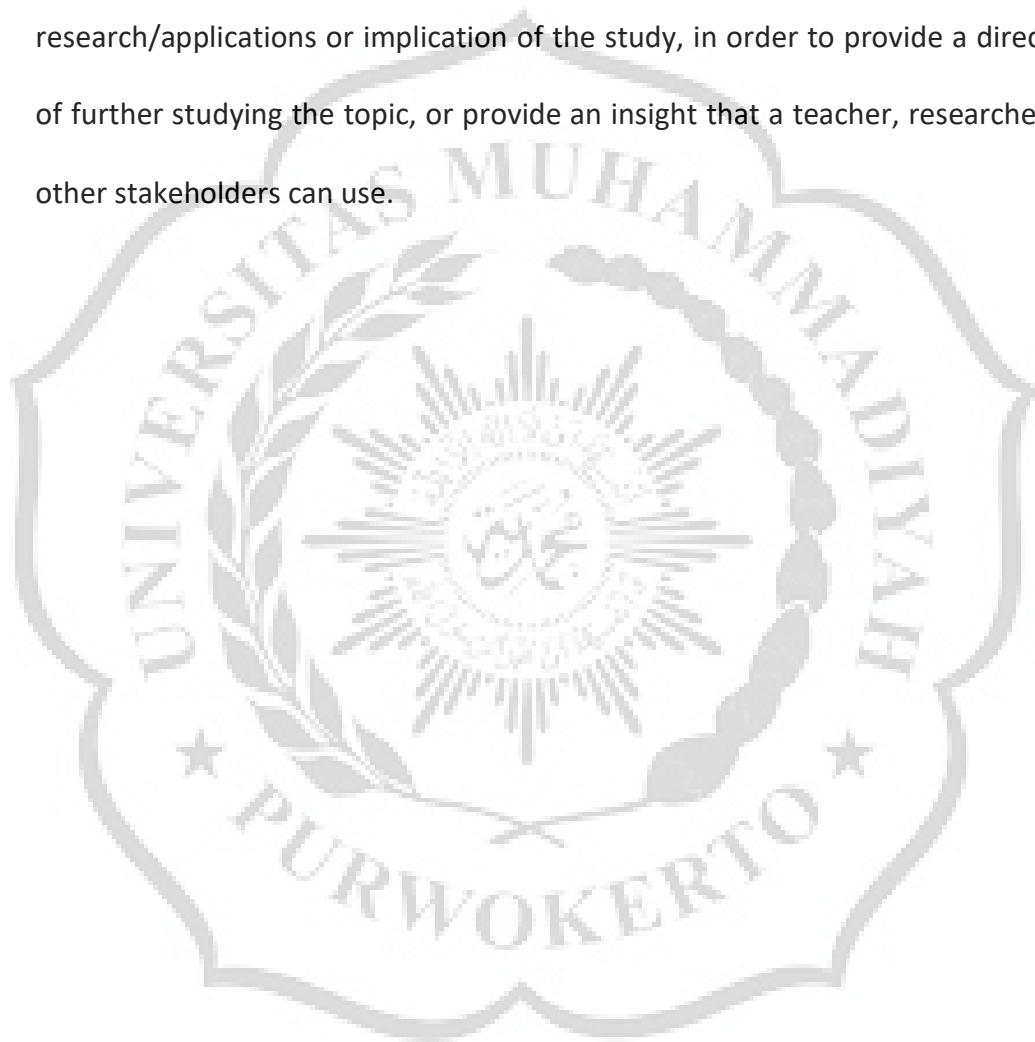 research/applications or implication of the study, in order to provide a direc
of further studying the topic, or provide an insight that a teacher, researche
other stakeholders can use.
UNIVERSITAS MUHAMMADIYAH
PURWOKERTO